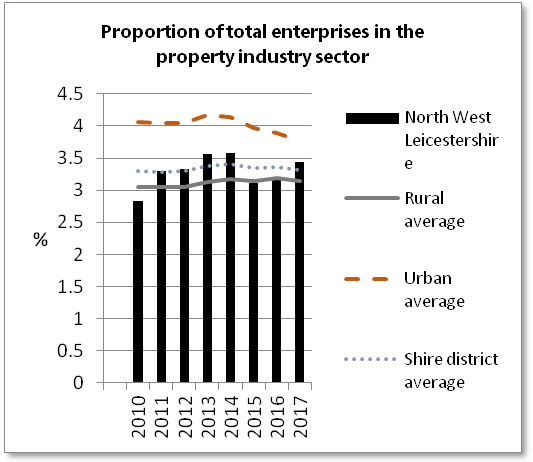 Proportion of total enterprises in the
property industry sector
4.5
4
3.5
3
2.5
2
1.5
1
0.5
0
%
2010
2011
2012
2013
2014
2015
2016
2017
North West
Leicestershir
e
Rural
average
Urban
average
Shire district
average